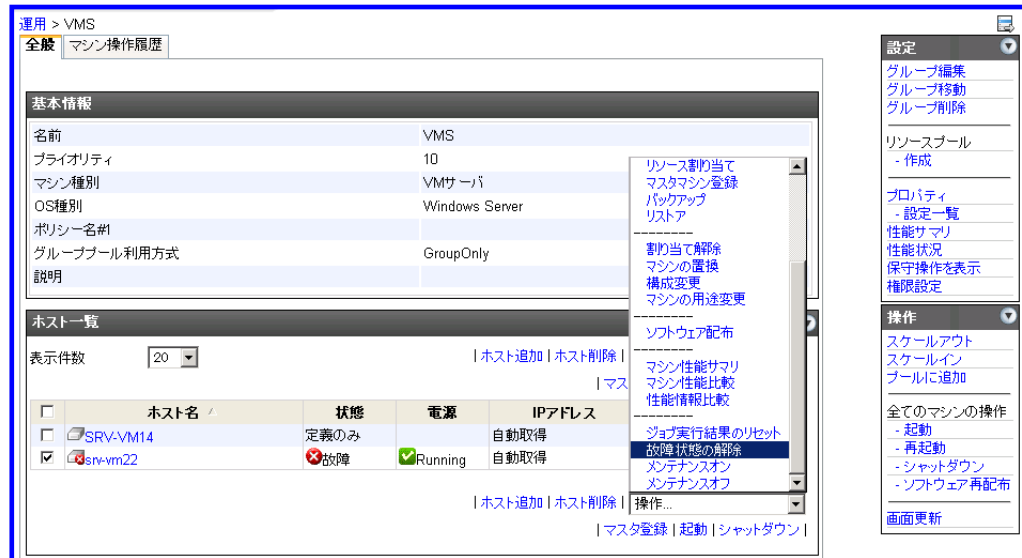 運用 > VMS
全般 マシン操作履歴
基本情報
名前 VMS
プライオリティ 10
マシン種別 VMサーバ
OS種別 Windows Server
ポリシー名#1
グループプール利用方式 GroupOnly
説明
ホスト一覧
表示件数 20 | ホスト追加 | ホスト削除 |
| マス
ホスト名 状態 電源 IPアドレス
SRV-VM14 定義のみ 自動取得
srv-vm22 故障 Running 自動取得
| ホスト追加 | ホスト削除 | 操作...
| マスタ登録 | 起動 | シャットダウン |
リソース割り当て
マスタマシン登録
バックアップ
リストア
--------
割り当て解除
マシンの置換
構成変更
マシンの用途変更
--------
ソフトウェア配布
--------
マシン性能サマリ
マシン性能比較
性能情報比較
--------
ジョブ実行結果のリセット
故障状態の解除
メンテナンスオン
メンテナンスオフ
設定
グループ編集
グループ移動
グループ削除
リソースプール
- 作成
プロパティ
- 設定一覧
性能サマリ
性能状況
保守操作を表示
権限設定
操作
スケールアウト
スケールイン
プールに追加
全てのマシンの操作
- 起動
- 再起動
- シャットダウン
- ソフトウェア再配布
画面更新